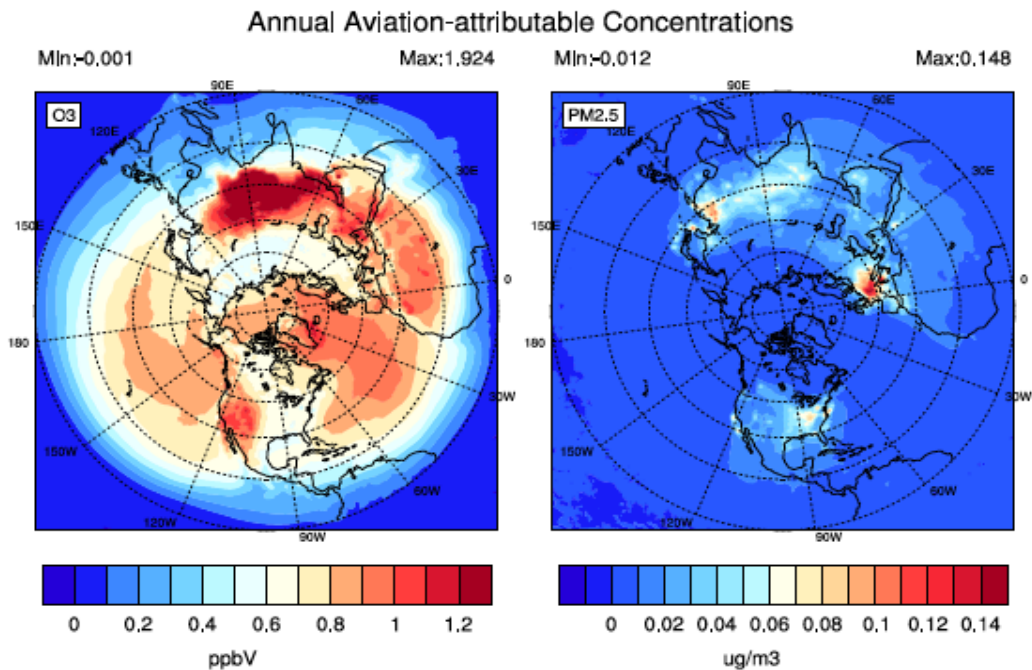 Annual Aviation-attributable Concentrations
Min:-0.001 Max:1.924 Min:-0.012 Max:0.148
90E 90E 60E
O3 PM2.5
120E 60E 120E
30E 30E
150E 150E
0 0
180 180
30W 30W
150W 60W 150W 60W
120W 120W
90W 90W
0 0.2 0.4 0.6 0.8 1 1.2 0 0.02 0.04 0.06 0.08 0.1 0.12 0.14
ppbV ug/m3